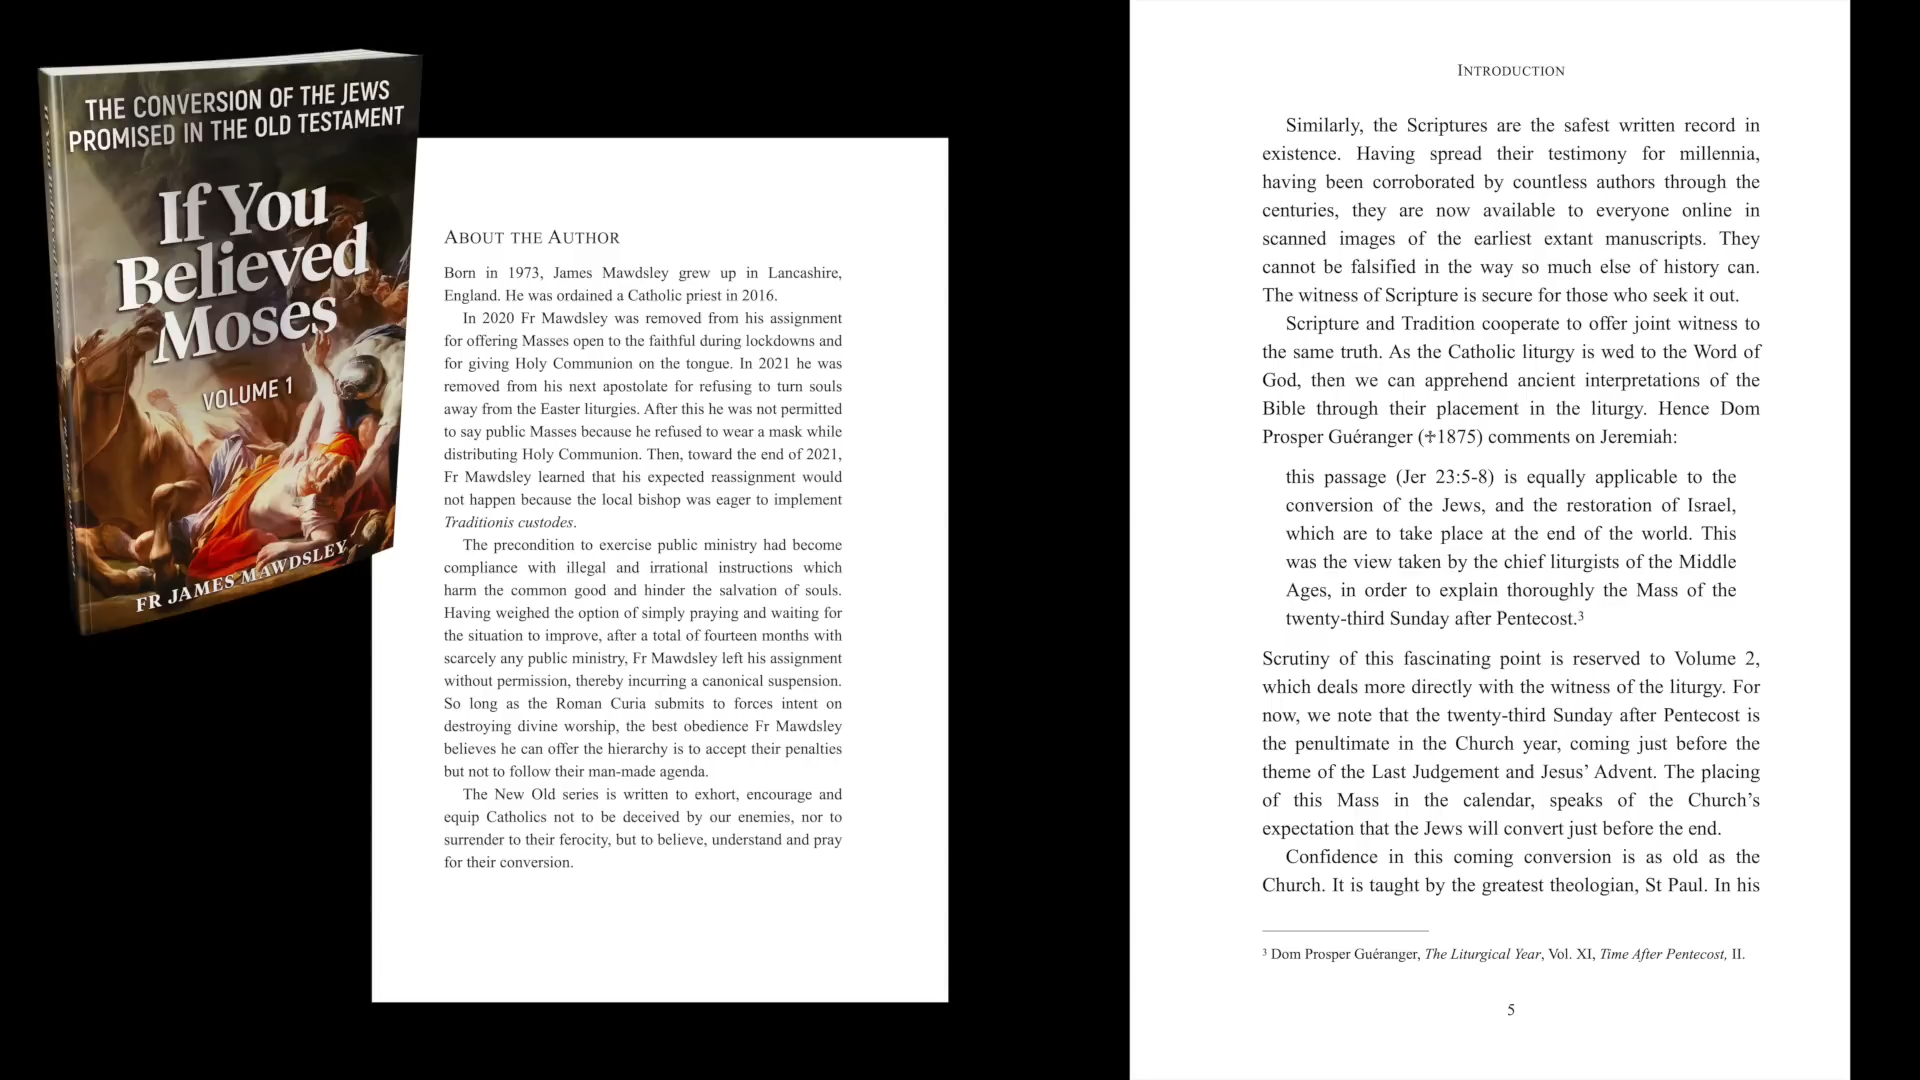 THE CONVERSION OF THE JEWS
PROMISED IN THE OLD TESTAMENT
If You
Believed
Moses
VOLUME 1
FR JAMES MAWDSLEY
ABOUT THE AUTHOR
Born in 1973, James Mawdsley grew up in Lancashire,
England. He was ordained a Catholic priest in 2016.
In 2020 Fr Mawdsley was removed from his assignment
for offering Masses open to the faithful during lockdowns and
for giving Holy Communion on the tongue. In 2021 he was
removed from his next apostolate for refusing to turn souls
away from the Easter liturgies. After this he was not permitted
to say public Masses because he refused to wear a mask while
distributing Holy Communion. Then, toward the end of 2021,
Fr Mawdsley learned that his expected reassignment would
not happen because the local bishop was eager to implement
Traditionis custodes.
The precondition to exercise public ministry had become
compliance with illegal and irrational instructions which
harm the common good and hinder the salvation of souls.
Having weighed the option of simply praying and waiting for
the situation to improve, after a total of fourteen months with
scarcely any public ministry, Fr Mawdsley left his assignment
without permission, thereby incurring a canonical suspension.
So long as the Roman Curia submits to forces intent on
destroying divine worship, the best obedience Fr Mawdsley
believes he can offer the hierarchy is to accept their penalties
but not to follow their man-made agenda.
The New Old series is written to exhort, encourage and
equip Catholics not to be deceived by our enemies, nor to
surrender to their ferocity, but to believe, understand and pray
for their conversion.
INTRODUCTION
Similarly, the Scriptures are the safest written record in
existence. Having spread their testimony for millennia,
having been corroborated by countless authors through the
centuries, they are now available to everyone online in
scanned images of the earliest extant manuscripts. They
cannot be falsified in the way so much else of history can.
The witness of Scripture is secure for those who seek it out.
Scripture and Tradition cooperate to offer joint witness to
the same truth. As the Catholic liturgy is wed to the Word of
God, then we can apprehend ancient interpretations of the
Bible through their placement in the liturgy. Hence Dom
Prosper Guéranger (✝1875) comments on Jeremiah:
this passage (Jer 23:5-8) is equally applicable to the
conversion of the Jews, and the restoration of Israel,
which are to take place at the end of the world. This
was the view taken by the chief liturgists of the Middle
Ages, in order to explain thoroughly the Mass of the
twenty-third Sunday after Pentecost.³
Scrutiny of this fascinating point is reserved to Volume 2,
which deals more directly with the witness of the liturgy. For
now, we note that the twenty-third Sunday after Pentecost is
the penultimate in the Church year, coming just before the
theme of the Last Judgement and Jesus’ Advent. The placing
of this Mass in the calendar, speaks of the Church’s
expectation that the Jews will convert just before the end.
Confidence in this coming conversion is as old as the
Church. It is taught by the greatest theologian, St Paul. In his
³ Dom Prosper Guéranger, The Liturgical Year, Vol. XI, Time After Pentecost, II.
5